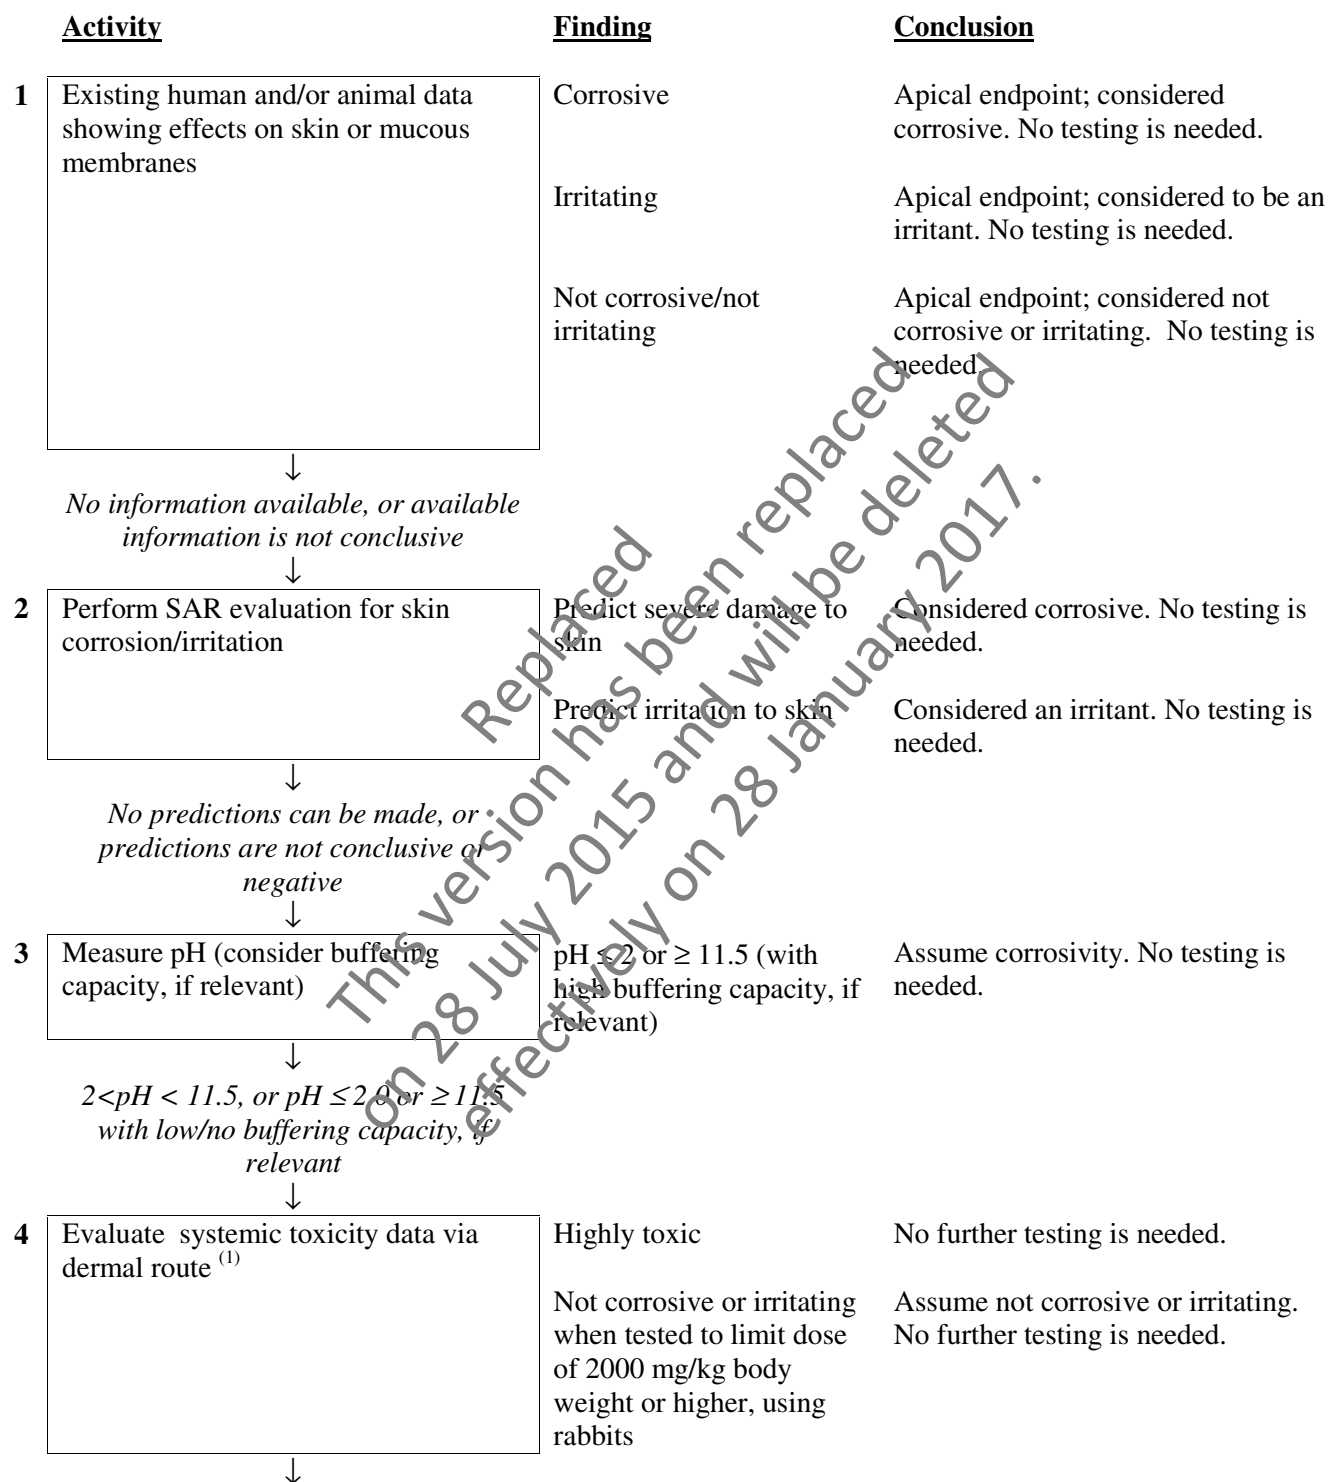 Activity Finding Conclusion
1 Existing human and/or animal data Corrosive Apical endpoint; considered
showing effects on skin or mucous corrosive. No testing is needed.
membranes
Irritating Apical endpoint; considered to be an
irritant. No testing is needed.
Not corrosive/not Apical endpoint; considered not
irritating corrosive or irritating. No testing is
needed.
↓
No information available, or available
information is not conclusive
↓
2 Perform SAR evaluation for skin Predict severe damage to Considered corrosive. No testing is
corrosion/irritation skin needed.
Predict irritation to skin Considered an irritant. No testing is
needed.
↓
No predictions can be made, or
predictions are not conclusive or
negative
↓
3 Measure pH (consider buffering pH ≤ 2 or ≥ 11.5 (with Assume corrosivity. No testing is
capacity, if relevant) high buffering capacity, if needed.
relevant)
↓
2<pH < 11.5, or pH ≤ 2.0 or ≥ 11.5
with low/no buffering capacity, if
relevant
↓
4 Evaluate systemic toxicity data via Highly toxic No further testing is needed.
dermal route (1)
Not corrosive or irritating Assume not corrosive or irritating.
when tested to limit dose No further testing is needed.
of 2000 mg/kg body
weight or higher, using
rabbits
↓
Replaced
This version has been replaced
on 28 July 2015 and will be deleted
effectively on 28 January 2017.